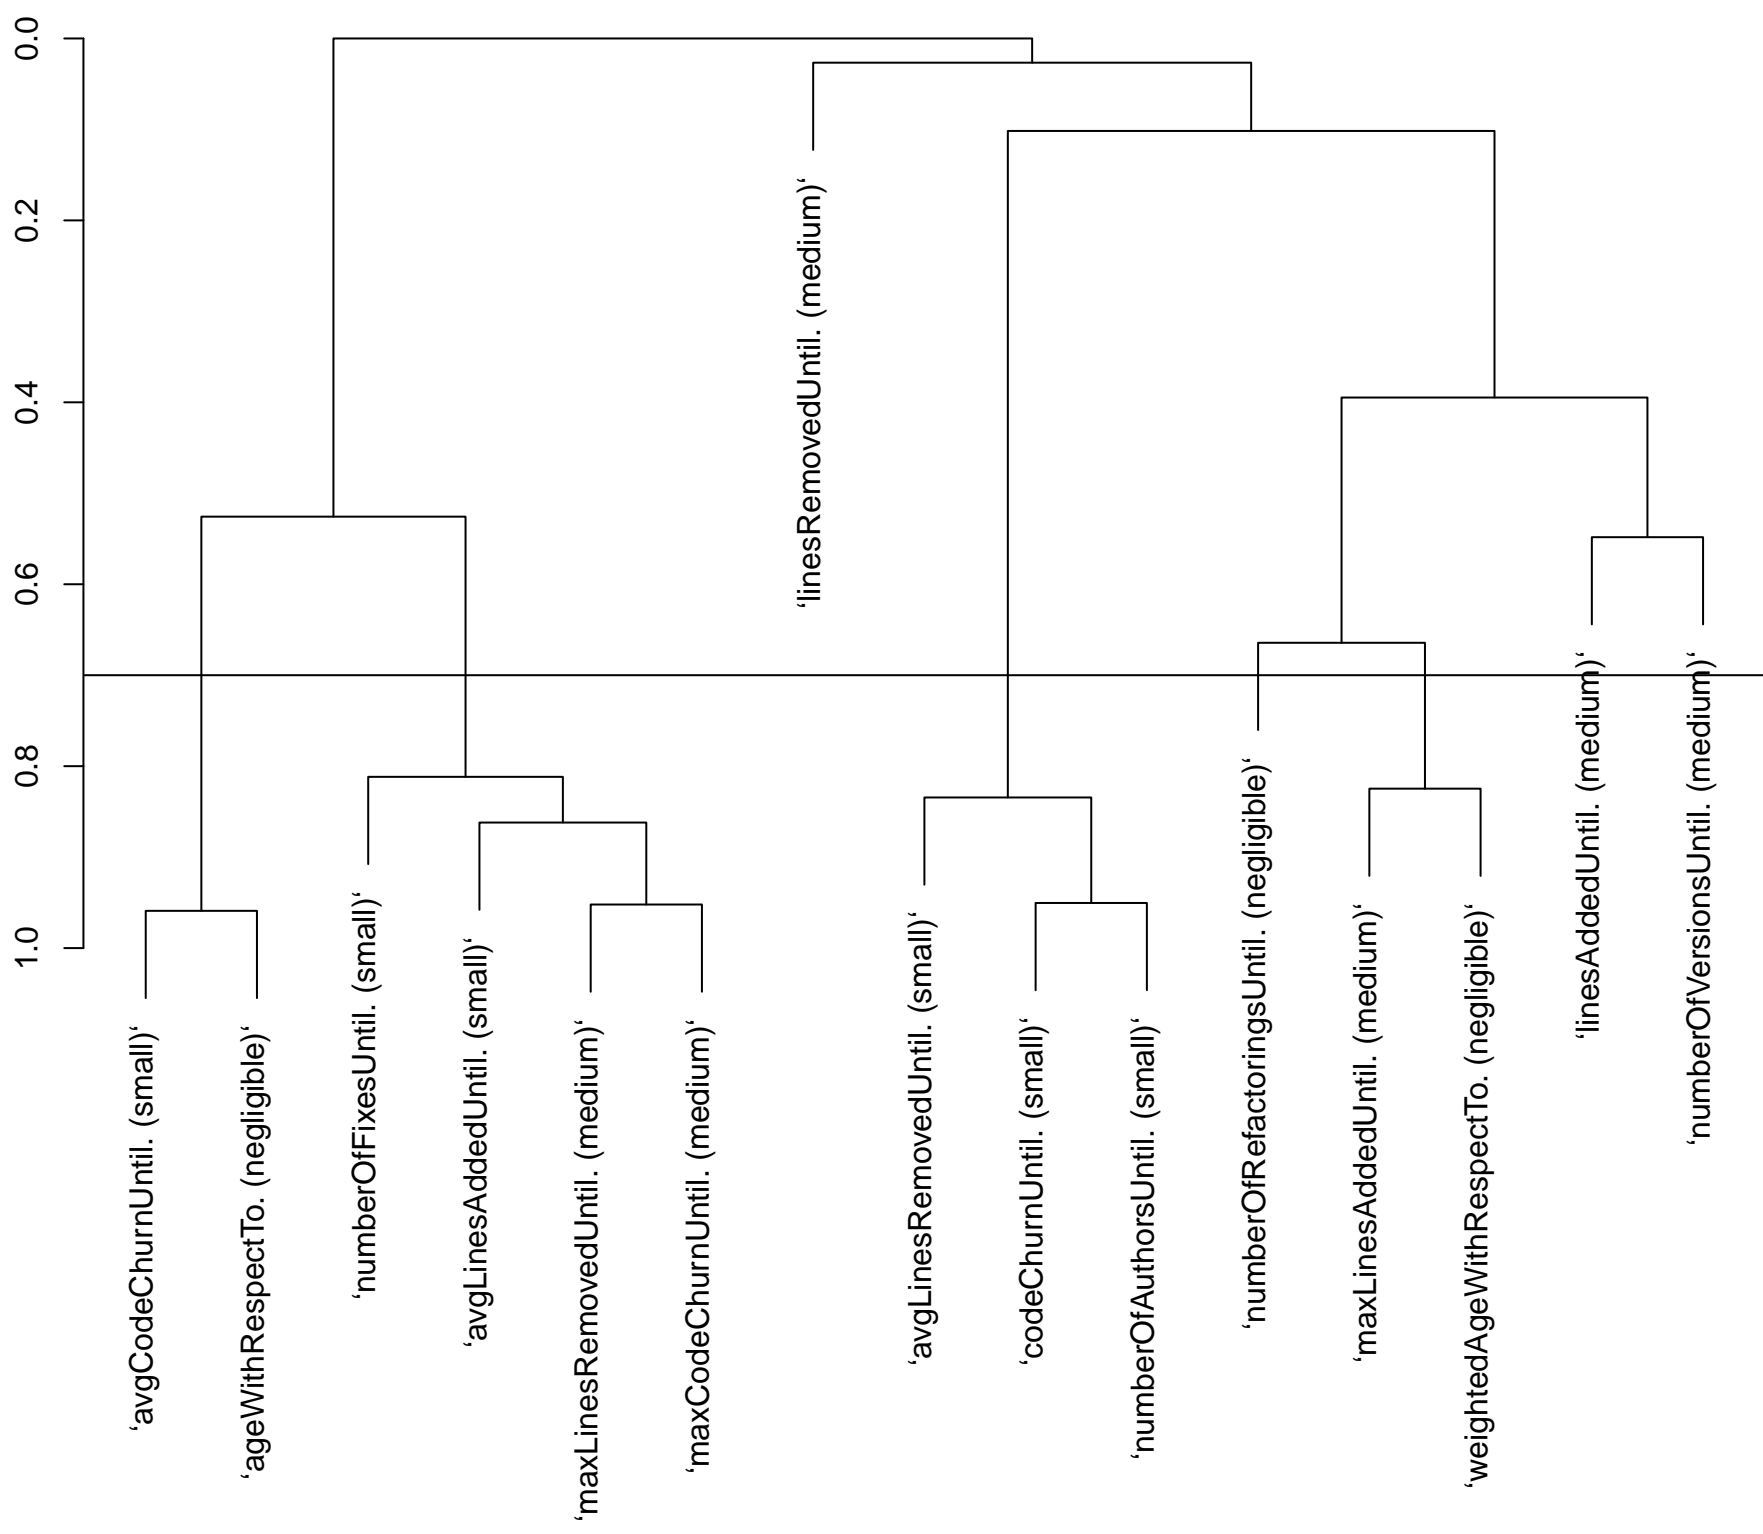 0.0
0.2
0.4
0.6
0.8
1.0
‘avgCodeChurnUntil. (small)‘
‘ageWithRespectTo. (negligible)‘
‘numberOfFixesUntil. (small)‘
‘avgLinesAddedUntil. (small)‘
‘maxLinesRemovedUntil. (medium)‘
‘maxCodeChurnUntil. (medium)‘
‘linesRemovedUntil. (medium)‘
‘avgLinesRemovedUntil. (small)‘
‘codeChurnUntil. (small)‘
‘numberOfAuthorsUntil. (small)‘
‘numberOfRefactoringsUntil. (negligible)‘
‘maxLinesAddedUntil. (medium)‘
‘weightedAgeWithRespectTo. (negligible)‘
‘linesAddedUntil. (medium)‘
‘numberOfVersionsUntil. (medium)‘